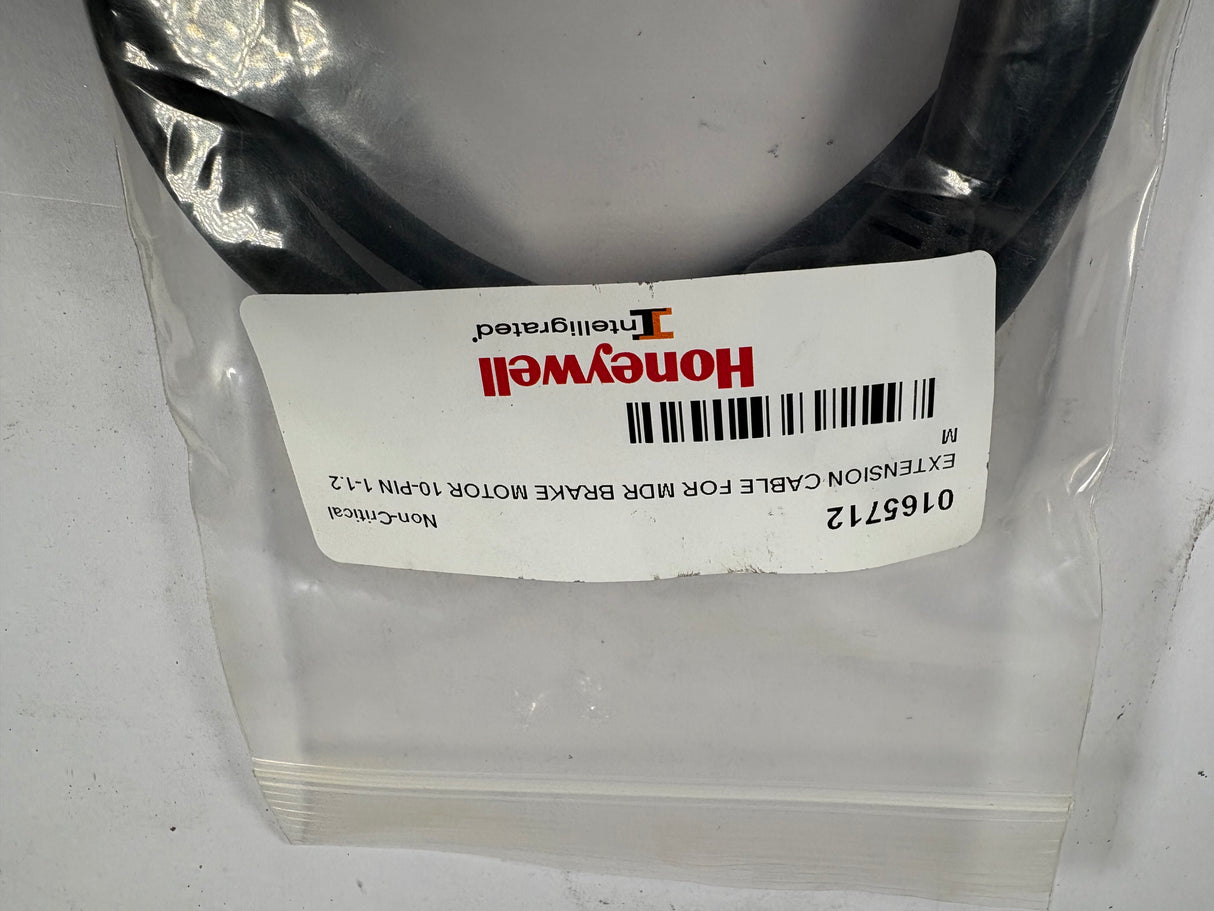 0165712 Non-Critical
EXTENSION CABLE FOR MDR BRAKE MOTOR 10-PIN 1-1.2
M
Honeywell
Intelligrated